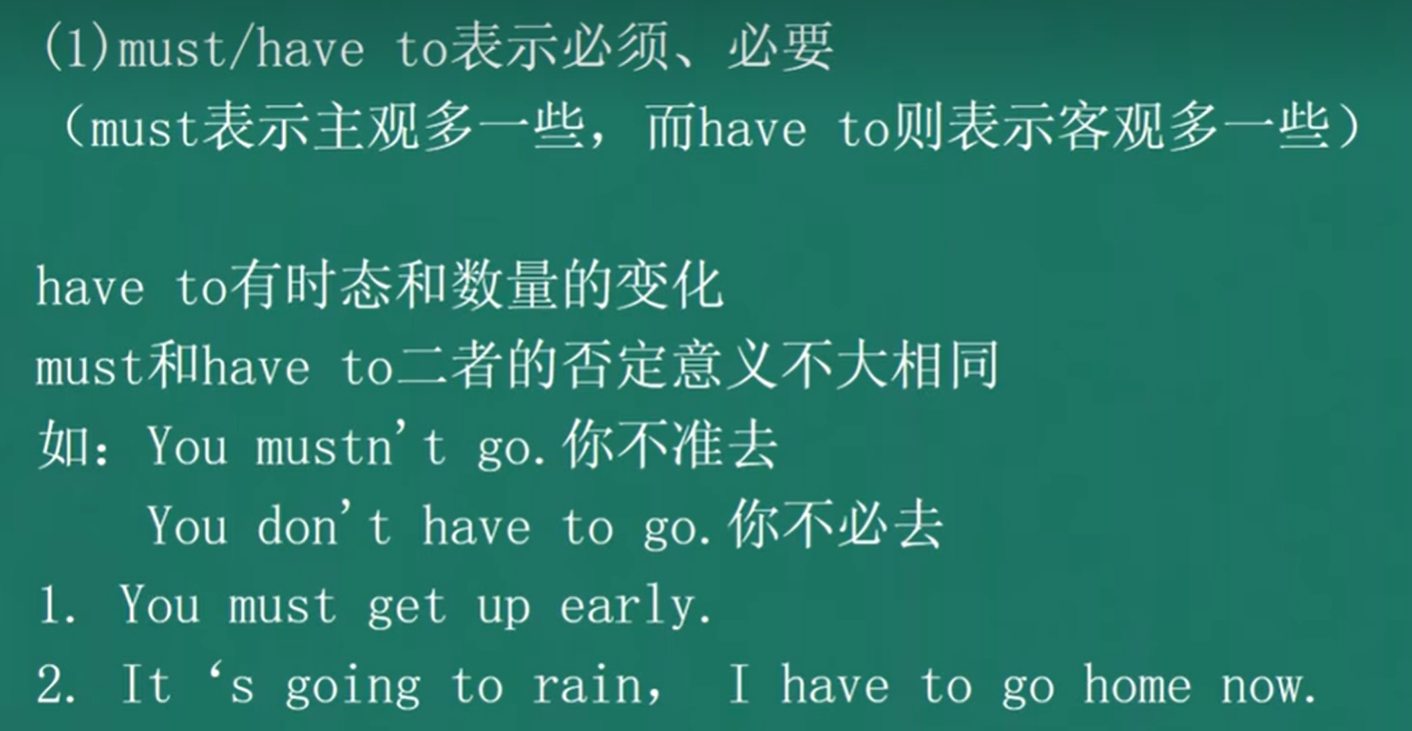 (1)must/have to表示必须、必要
（must表示主观多一些，而have to则表示客观多一些）
have to有时态和数量的变化
must和have to二者的否定意义不大相同
如：You mustn’t go.你不准去
You don’t have to go.你不必去
1. You must get up early.
2. It ‘s going to rain， I have to go home now.